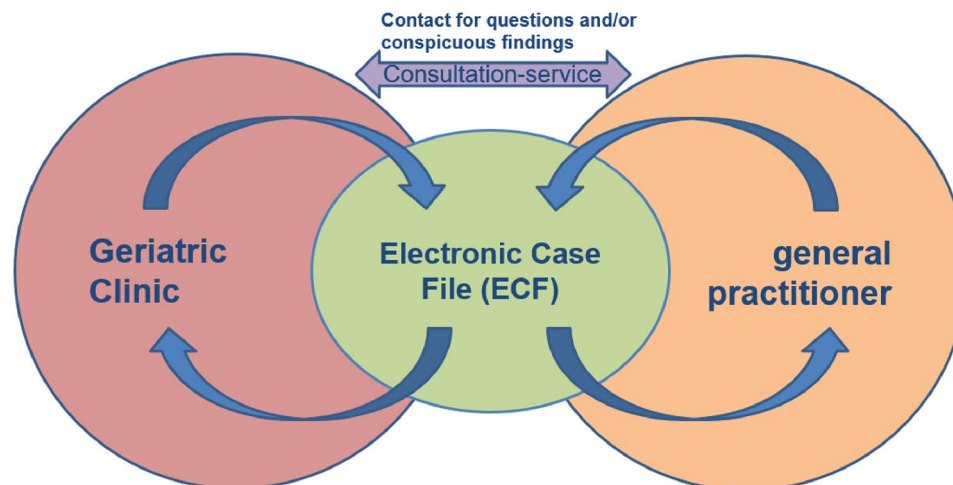 Contact for questions and/or
conspicuous findings
Consultation-service
Geriatric
Clinic
Electronic Case
File (ECF)
general
practitioner